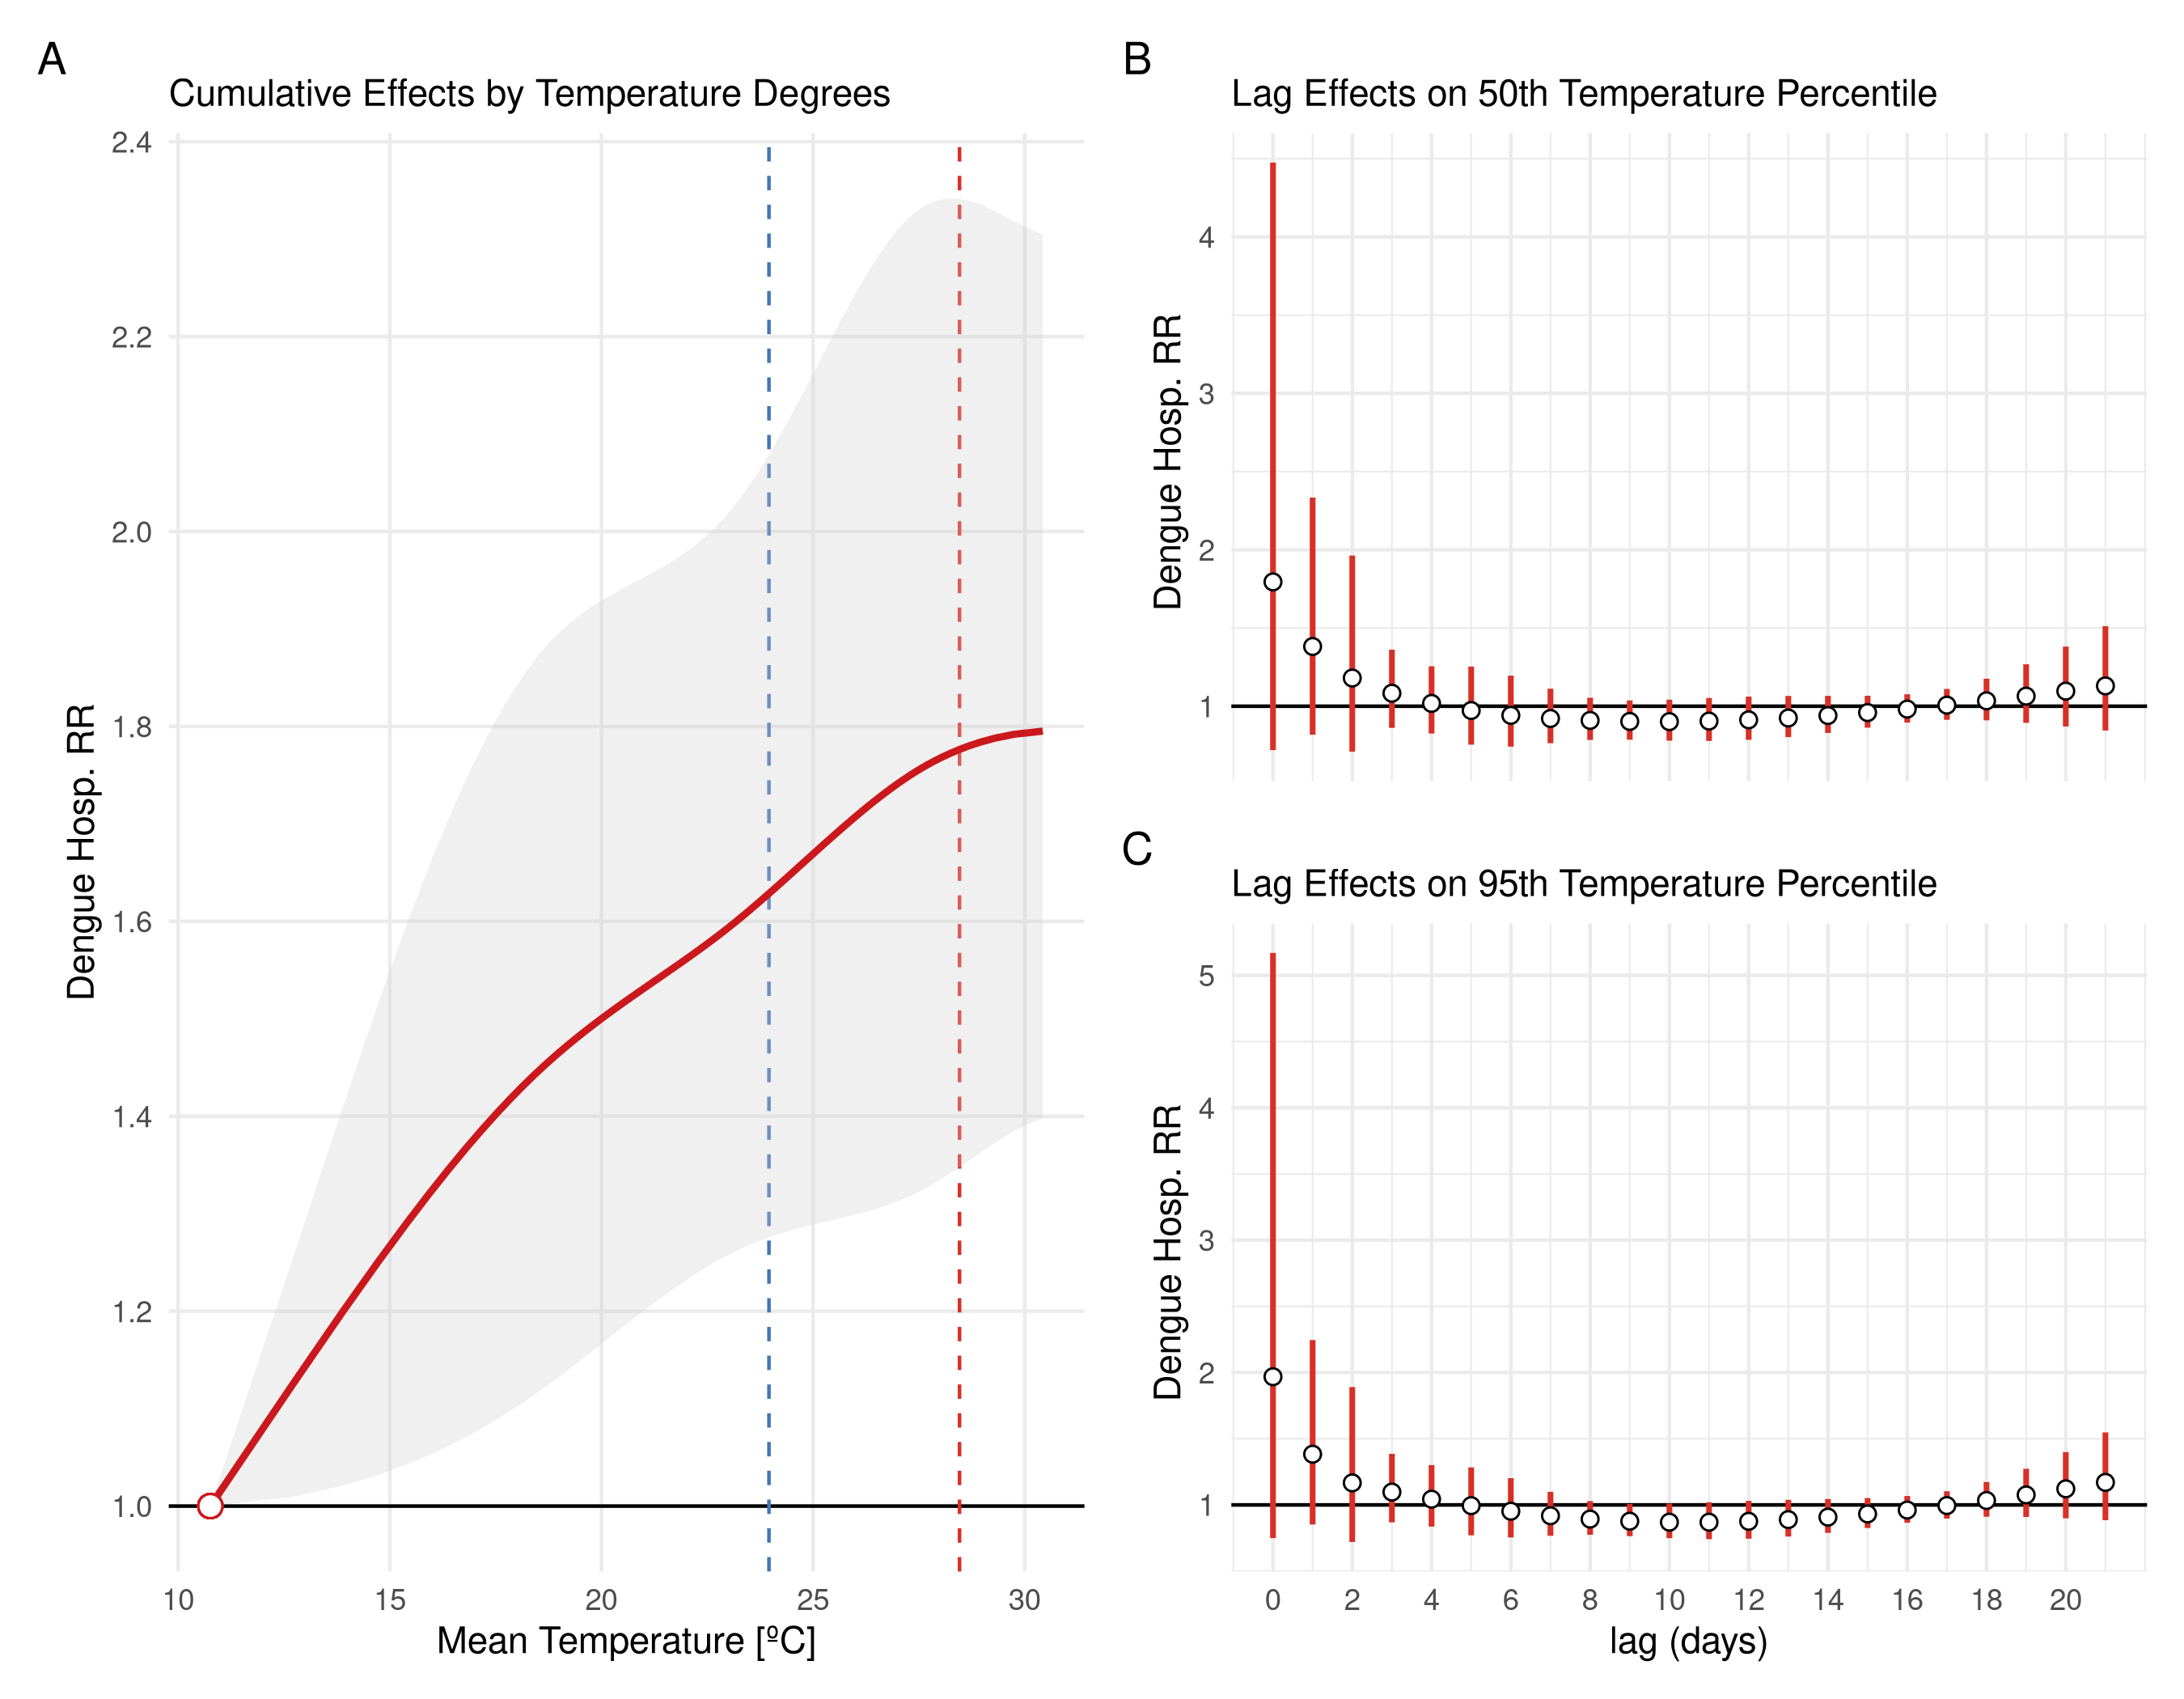 A
Cumulative Effects by Temperature Degrees
Dengue Hosp. RR
2.4
2.2
2.0
1.8
1.6
1.4
1.2
1.0
10 15 20 25 30
Mean Temperature [ºC]
B
Lag Effects on 50th Temperature Percentile
Dengue Hosp. RR
4
3
2
1
C
Lag Effects on 95th Temperature Percentile
Dengue Hosp. RR
5
4
3
2
1
0 2 4 6 8 10 12 14 16 18 20
lag (days)